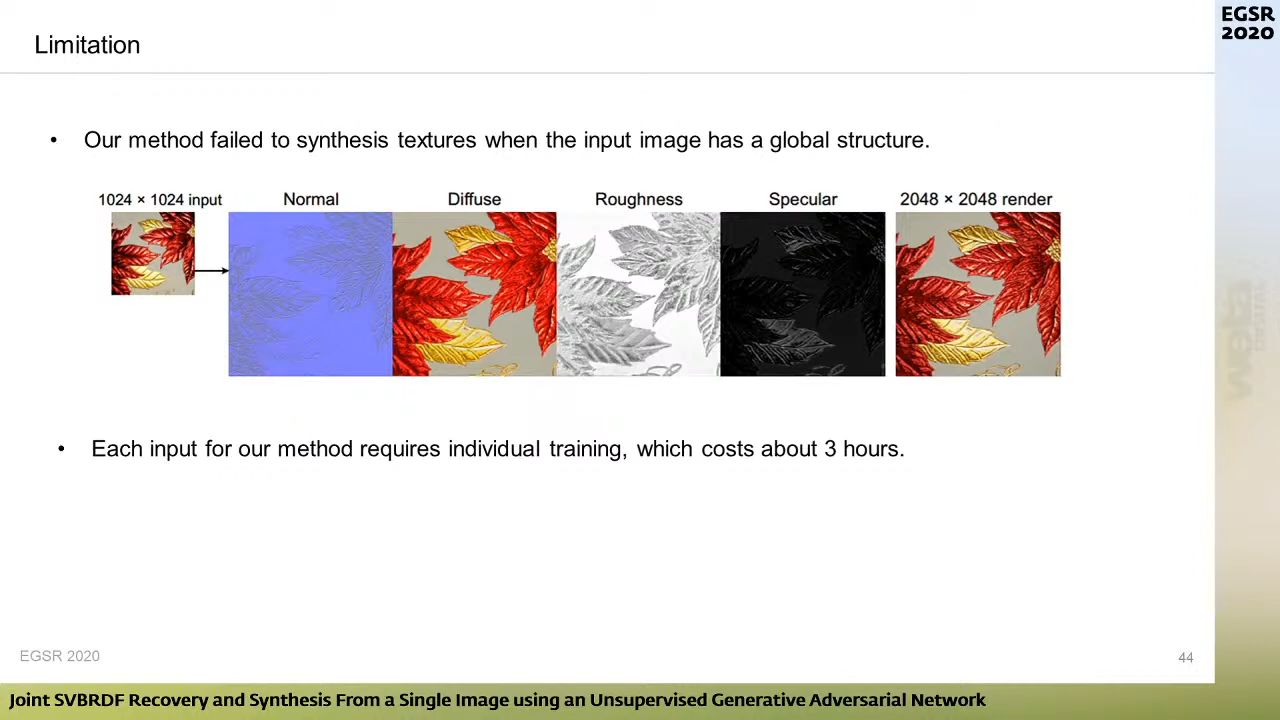 EGSR
2020
Limitation
• Our method failed to synthesis textures when the input image has a global structure.
1024 × 1024 input Normal Diffuse Roughness Specular 2048 × 2048 render
• Each input for our method requires individual training, which costs about 3 hours.
EGSR 2020
44
Joint SVBRDF Recovery and Synthesis From a Single Image using an Unsupervised Generative Adversarial Network